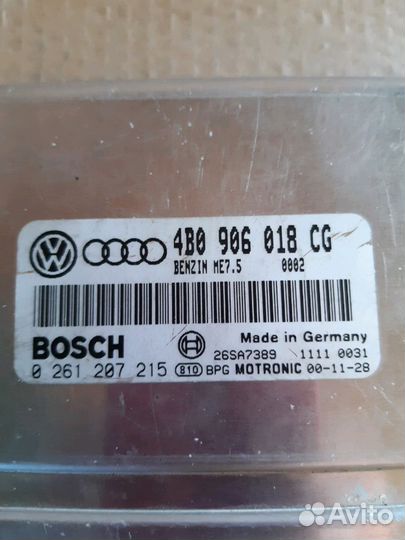 4B0 906 018 CG
BENZIN ME7.5 0002
BOSCH
Made in Germany
26SA7389 1111 0031
0 261 207 215 810 BPG MOTRONIC 00-11-28
Avito